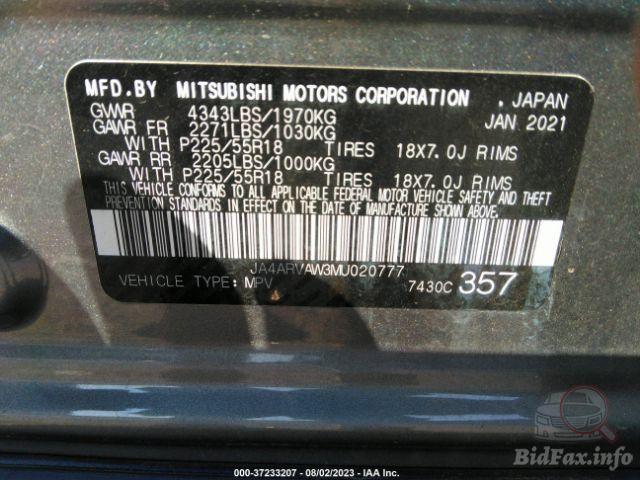 MFD.BY MITSUBISHI MOTORS CORPORATION . JAPAN
GVWR 4343LBS/1970KG JAN 2021
GAWR FR 2271LBS/1030KG
WITH P225/55R18 TIRES 18X7.0J RIMS
GAWR RR 2205LBS/1000KG
WITH P225/55R18 TIRES 18X7.0J RIMS
THIS VEHICLE CONFORMS TO ALL APPLICABLE FEDERAL MOTOR VEHICLE SAFETY AND THEFT
PREVENTION STANDARDS IN EFFECT ON THE DATE OF MANUFACTURE SHOWN ABOVE.
JA4ARVAW3MU020777
VEHICLE TYPE: MPV 7430C 357
BidFax.info
000-37233207 - 08/02/2023 - IAA Inc.